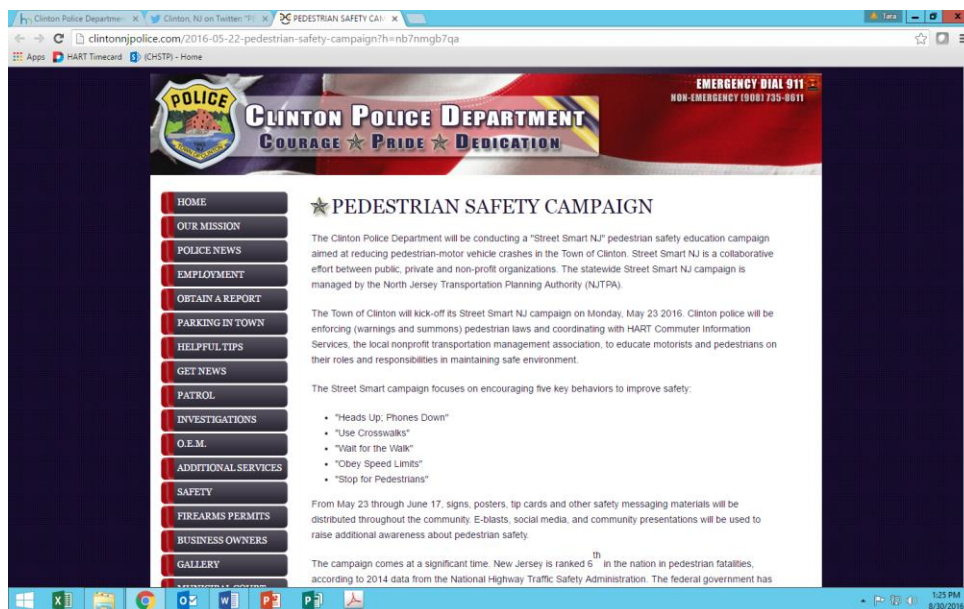 Clinton Police Departmen
Clinton, NJ on Twitter: "Fl
PEDESTRIAN SAFETY CAM
Tara
clintonnjpolice.com/2016-05-22-pedestrian-safety-campaign?h=nb7nmgb7qa
Apps
HART Timecard
(CHSTP) - Home
POLICE
TOWN OF CLINTON
CLINTON POLICE DEPARTMENT
COURAGE ★ PRIDE ★ DEDICATION
EMERGENCY DIAL 911
NON-EMERGENCY (908) 735-8611
HOME
OUR MISSION
POLICE NEWS
EMPLOYMENT
OBTAIN A REPORT
PARKING IN TOWN
HELPFUL TIPS
GET NEWS
PATROL
INVESTIGATIONS
O.E.M.
ADDITIONAL SERVICES
SAFETY
FIREARMS PERMITS
BUSINESS OWNERS
GALLERY
MUNICIPAL COURT
PEDESTRIAN SAFETY CAMPAIGN
The Clinton Police Department will be conducting a "Street Smart NJ" pedestrian safety education campaign
aimed at reducing pedestrian-motor vehicle crashes in the Town of Clinton. Street Smart NJ is a collaborative
effort between public, private and non-profit organizations. The statewide Street Smart NJ campaign is
managed by the North Jersey Transportation Planning Authority (NJTPA).
The Town of Clinton will kick-off its Street Smart NJ campaign on Monday, May 23 2016. Clinton police will be
enforcing (warnings and summons) pedestrian laws and coordinating with HART Commuter Information
Services, the local nonprofit transportation management association, to educate motorists and pedestrians on
their roles and responsibilities in maintaining safe environment.
The Street Smart campaign focuses on encouraging five key behaviors to improve safety:
• "Heads Up; Phones Down"
• "Use Crosswalks"
• "Wait for the Walk"
• "Obey Speed Limits"
• "Stop for Pedestrians"
From May 23 through June 17, signs, posters, tip cards and other safety messaging materials will be
distributed throughout the community. E-blasts, social media, and community presentations will be used to
raise additional awareness about pedestrian safety.
The campaign comes at a significant time. New Jersey is ranked 6th in the nation in pedestrian fatalities,
according to 2014 data from the National Highway Traffic Safety Administration. The federal government has
1:25 PM
8/30/2016